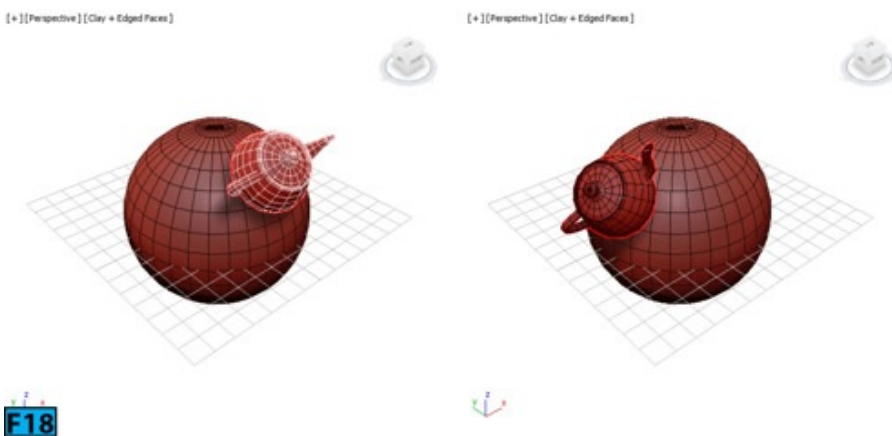 [+] [Perspective] [Clay + Edged Faces]
[+] [Perspective] [Clay + Edged Faces]
z
y
x
z
y
x
F18